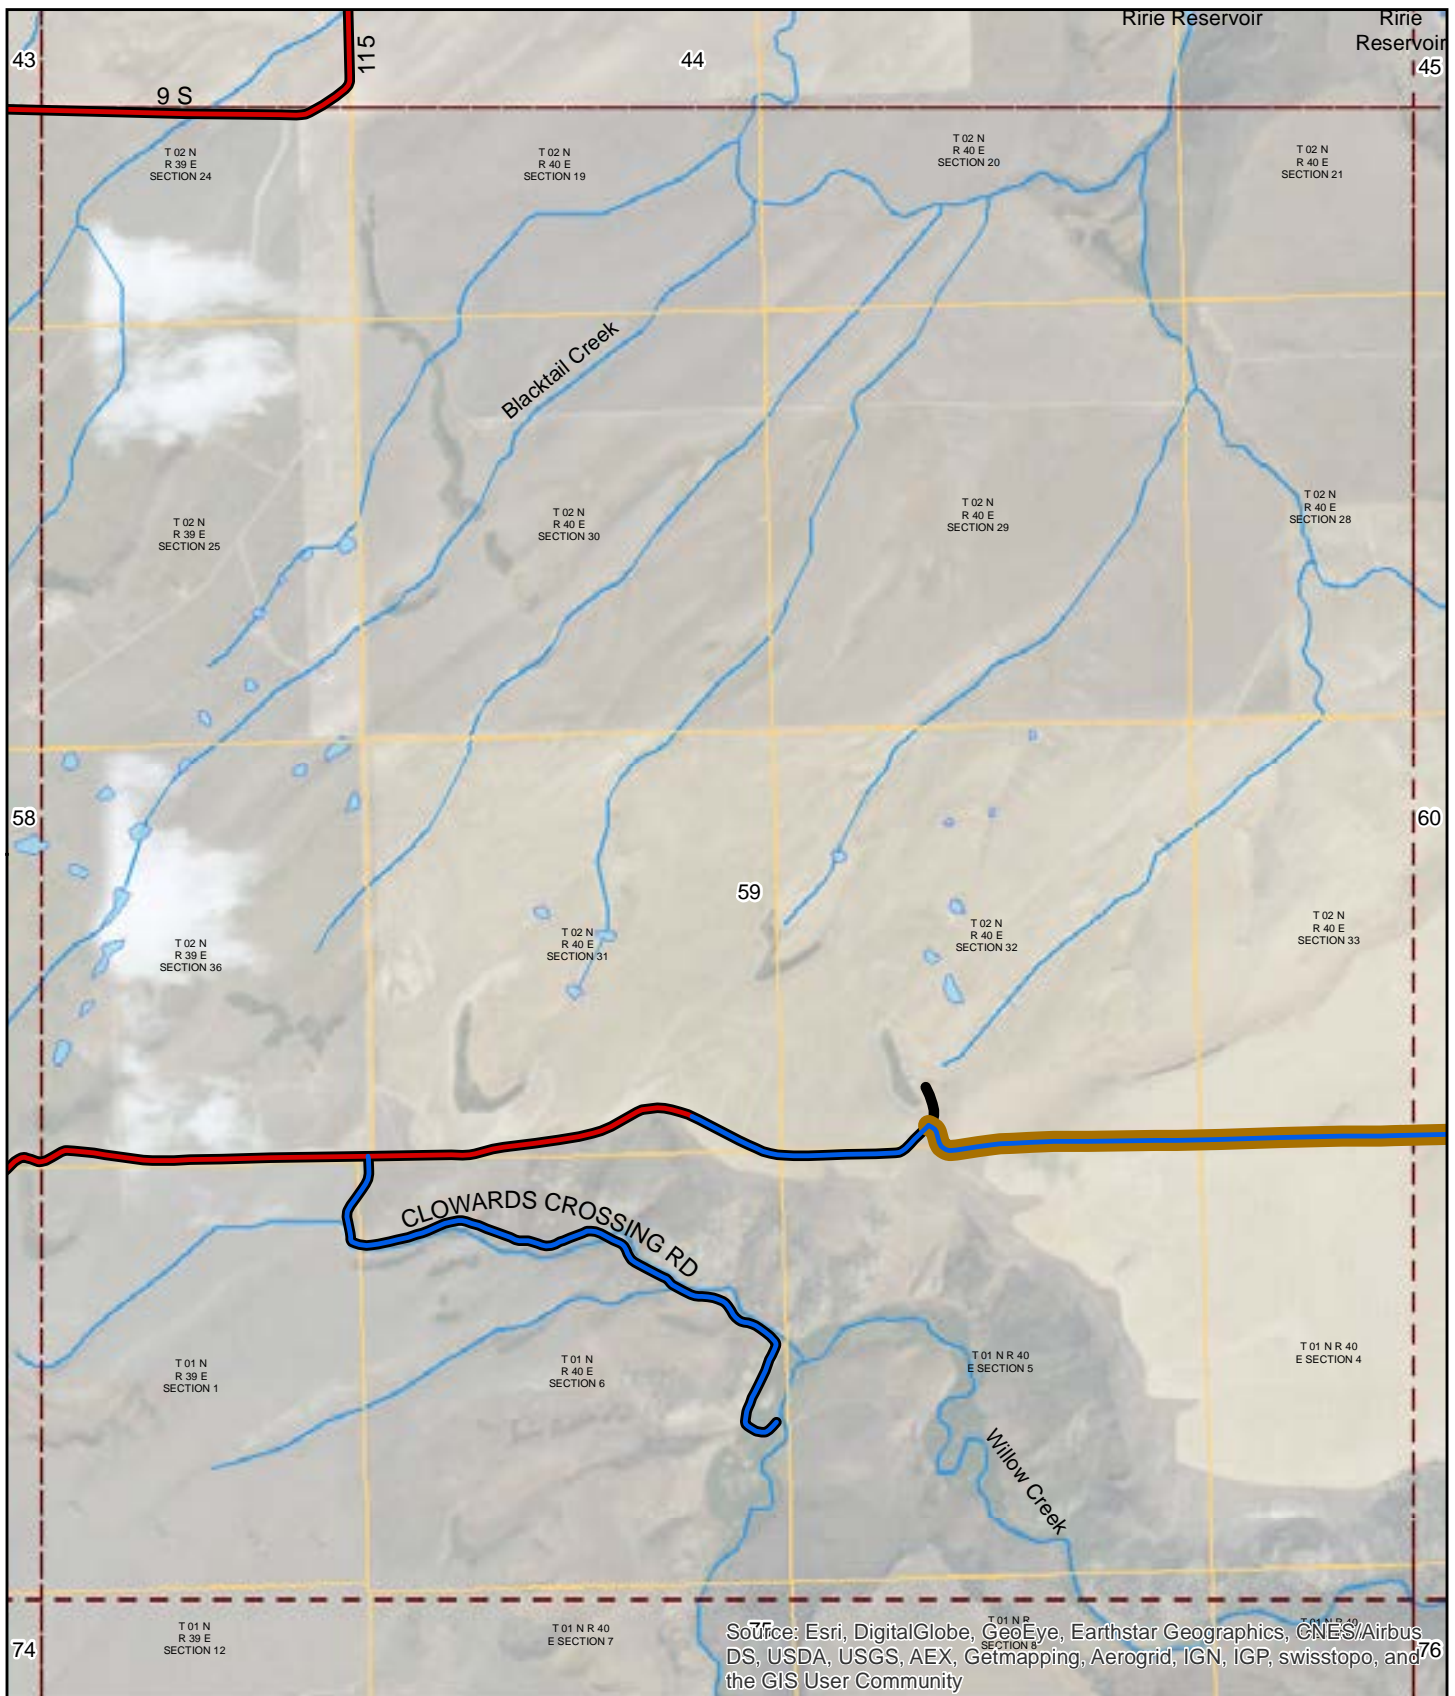 Ririe Reservoir
Ririe
Reservoir
43
115
44
45
9 S
T 02 N
R 39 E
SECTION 24
T 02 N
R 40 E
SECTION 19
T 02 N
R 40 E
SECTION 20
T 02 N
R 40 E
SECTION 21
Blacktail Creek
T 02 N
R 39 E
SECTION 25
T 02 N
R 40 E
SECTION 30
T 02 N
R 40 E
SECTION 29
T 02 N
R 40 E
SECTION 28
58
59
60
T 02 N
R 39 E
SECTION 36
T 02 N
R 40 E
SECTION 31
T 02 N
R 40 E
SECTION 32
T 02 N
R 40 E
SECTION 33
CLOWARDS CROSSING RD
T 01 N
R 39 E
SECTION 1
T 01 N
R 40 E
SECTION 6
T 01 N R 40
E SECTION 5
T 01 N R 40
E SECTION 4
Willow Creek
T 01 N
R 39 E
SECTION 12
T 01 N R 40
E SECTION 7
T 01 N R
SECTION 8
T 01 N R 40
74
75
76
Source: Esri, DigitalGlobe, GeoEye, Earthstar Geographics, CNES/Airbus
DS, USDA, USGS, AEX, Getmapping, Aerogrid, IGN, IGP, swisstopo, and
the GIS User Community